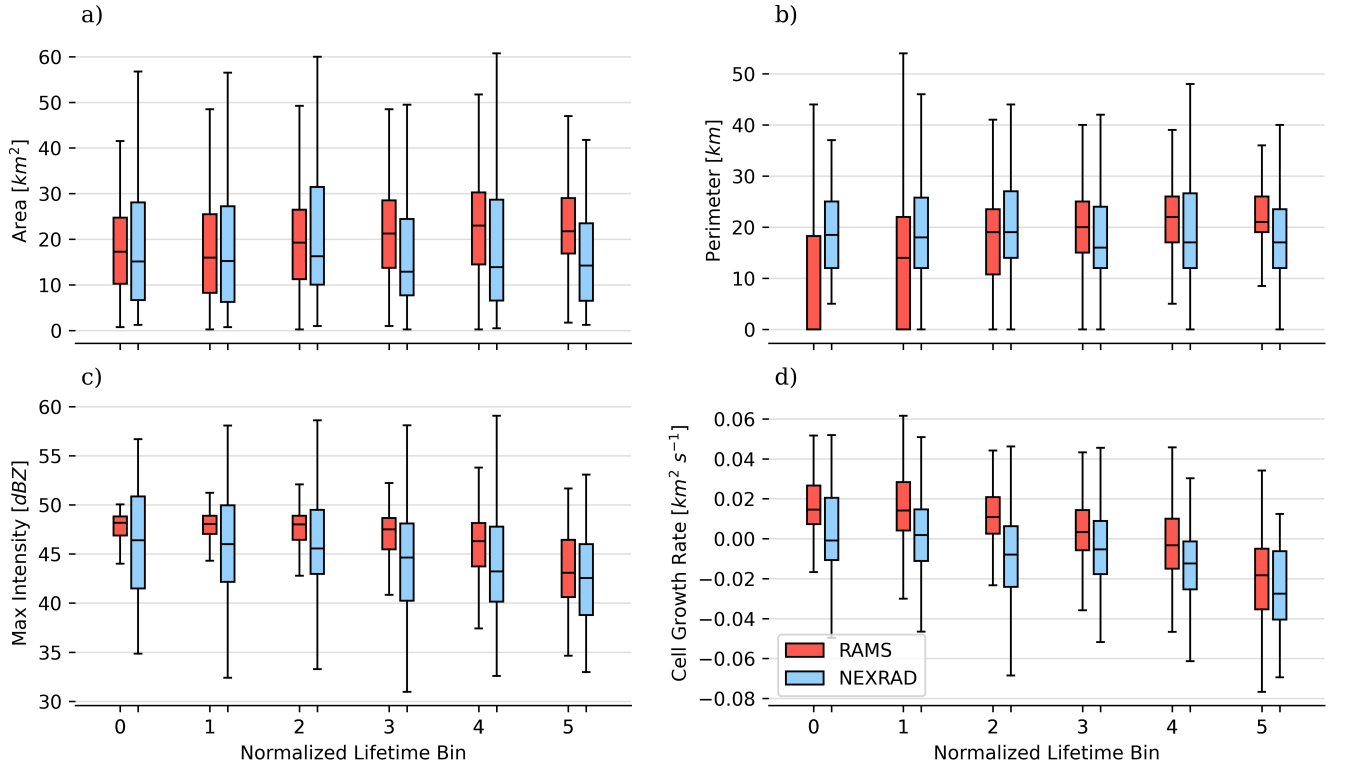 a)
60
50
40
30
20
10
0
Area [km²]
b)
50
40
30
20
10
0
Perimeter [km]
c)
60
55
50
45
40
35
30
Max Intensity [dBZ]
0 1 2 3 4 5
Normalized Lifetime Bin
d)
0.06
0.04
0.02
0.00
−0.02
−0.04
−0.06
−0.08
Cell Growth Rate [km² s⁻¹]
RAMS
NEXRAD
0 1 2 3 4 5
Normalized Lifetime Bin